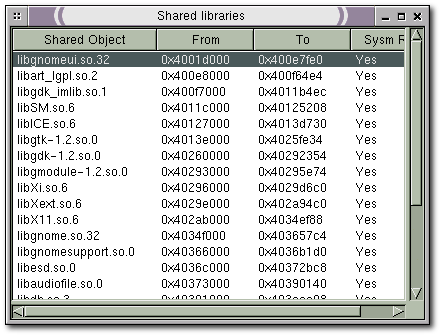 Shared libraries
Shared Object From To Sysm R
libgnomeui.so.32 0x4001d000 0x400e7fe0 Yes
libart_lgpl.so.2 0x400e8000 0x400f64e4 Yes
libgdk_imlib.so.1 0x400f7000 0x4011b4ec Yes
libSM.so.6 0x4011c000 0x40125208 Yes
libICE.so.6 0x40127000 0x4013d730 Yes
libgtk-1.2.so.0 0x4013e000 0x4025fe34 Yes
libgdk-1.2.so.0 0x40260000 0x40292354 Yes
libgmodule-1.2.so.0 0x40293000 0x40295e74 Yes
libXi.so.6 0x40296000 0x4029d6c0 Yes
libXext.so.6 0x4029e000 0x402a94c0 Yes
libX11.so.6 0x402ab000 0x4034ef88 Yes
libgnome.so.32 0x4034f000 0x403657c4 Yes
libgnomesupport.so.0 0x40366000 0x4036b1d0 Yes
libesd.so.0 0x4036c000 0x40372bc8 Yes
libaudiofile.so.0 0x40373000 0x40390140 Yes
libdb.so.3 0x40391000 Yes